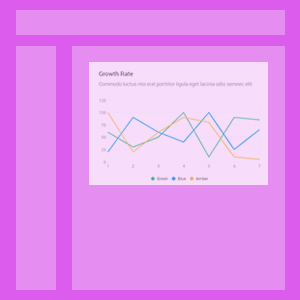 Growth Rate
Commodo luctus nisi erat porttitor ligula eget lacinia odio semnec elit
125
100
75
50
25
0
1 2 3 4 5 6 7
Green Blue Amber